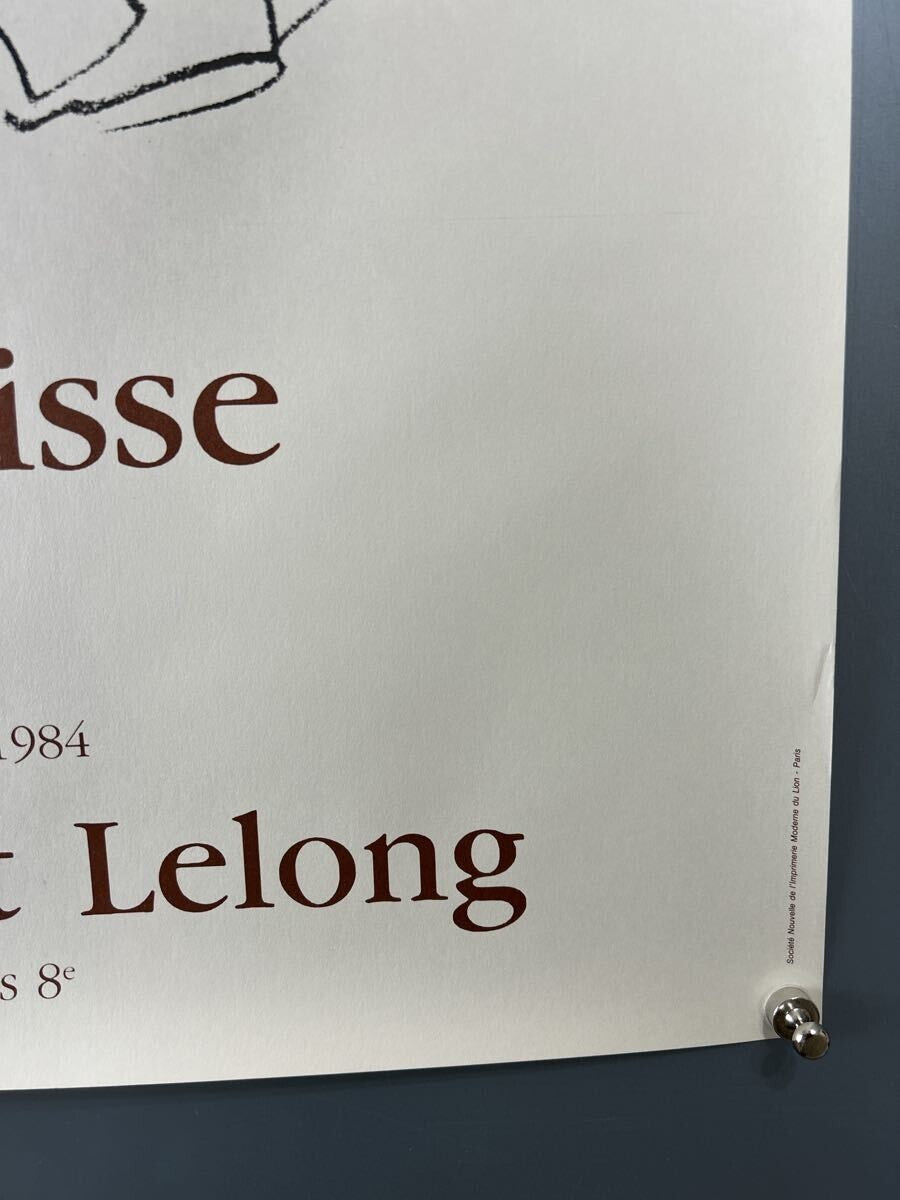 isse
1984
t Lelong
s 8e
Société Nouvelle de l'Imprimerie Moderne du Lion - Paris